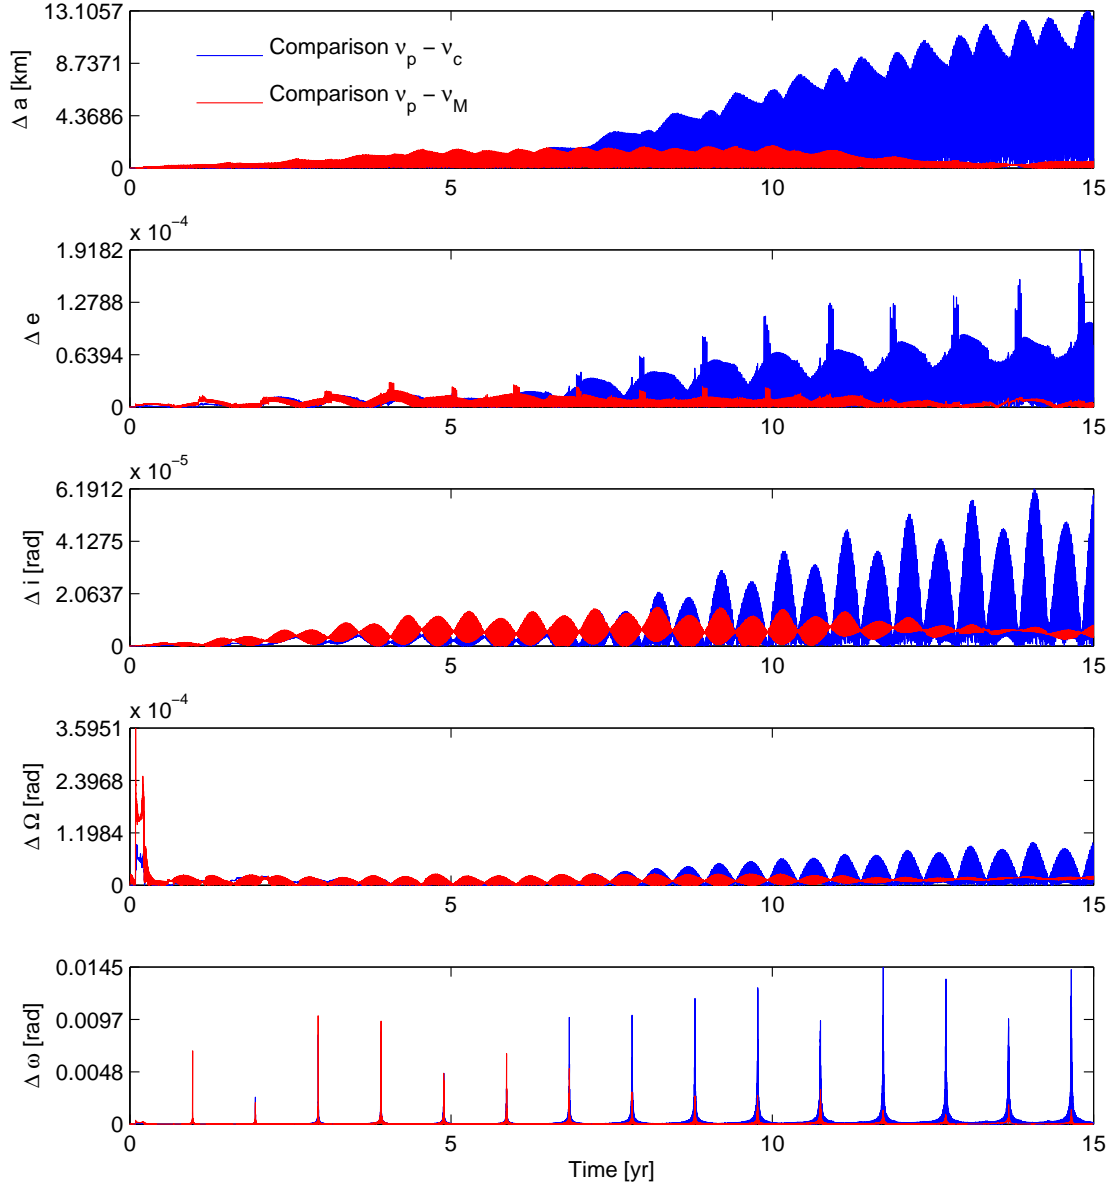 13.1057
8.7371
4.3686
0
Δ a [km]
Comparison ν_p − ν_c
Comparison ν_p − ν_M
0 5 10 15
x 10^−4
1.9182
1.2788
0.6394
0
Δ e
0 5 10 15
x 10^−5
6.1912
4.1275
2.0637
0
Δ i [rad]
0 5 10 15
x 10^−4
3.5951
2.3968
1.1984
0
Δ Ω [rad]
0 5 10 15
0.0145
0.0097
0.0048
0
Δ ω [rad]
0 5 10 15
Time [yr]